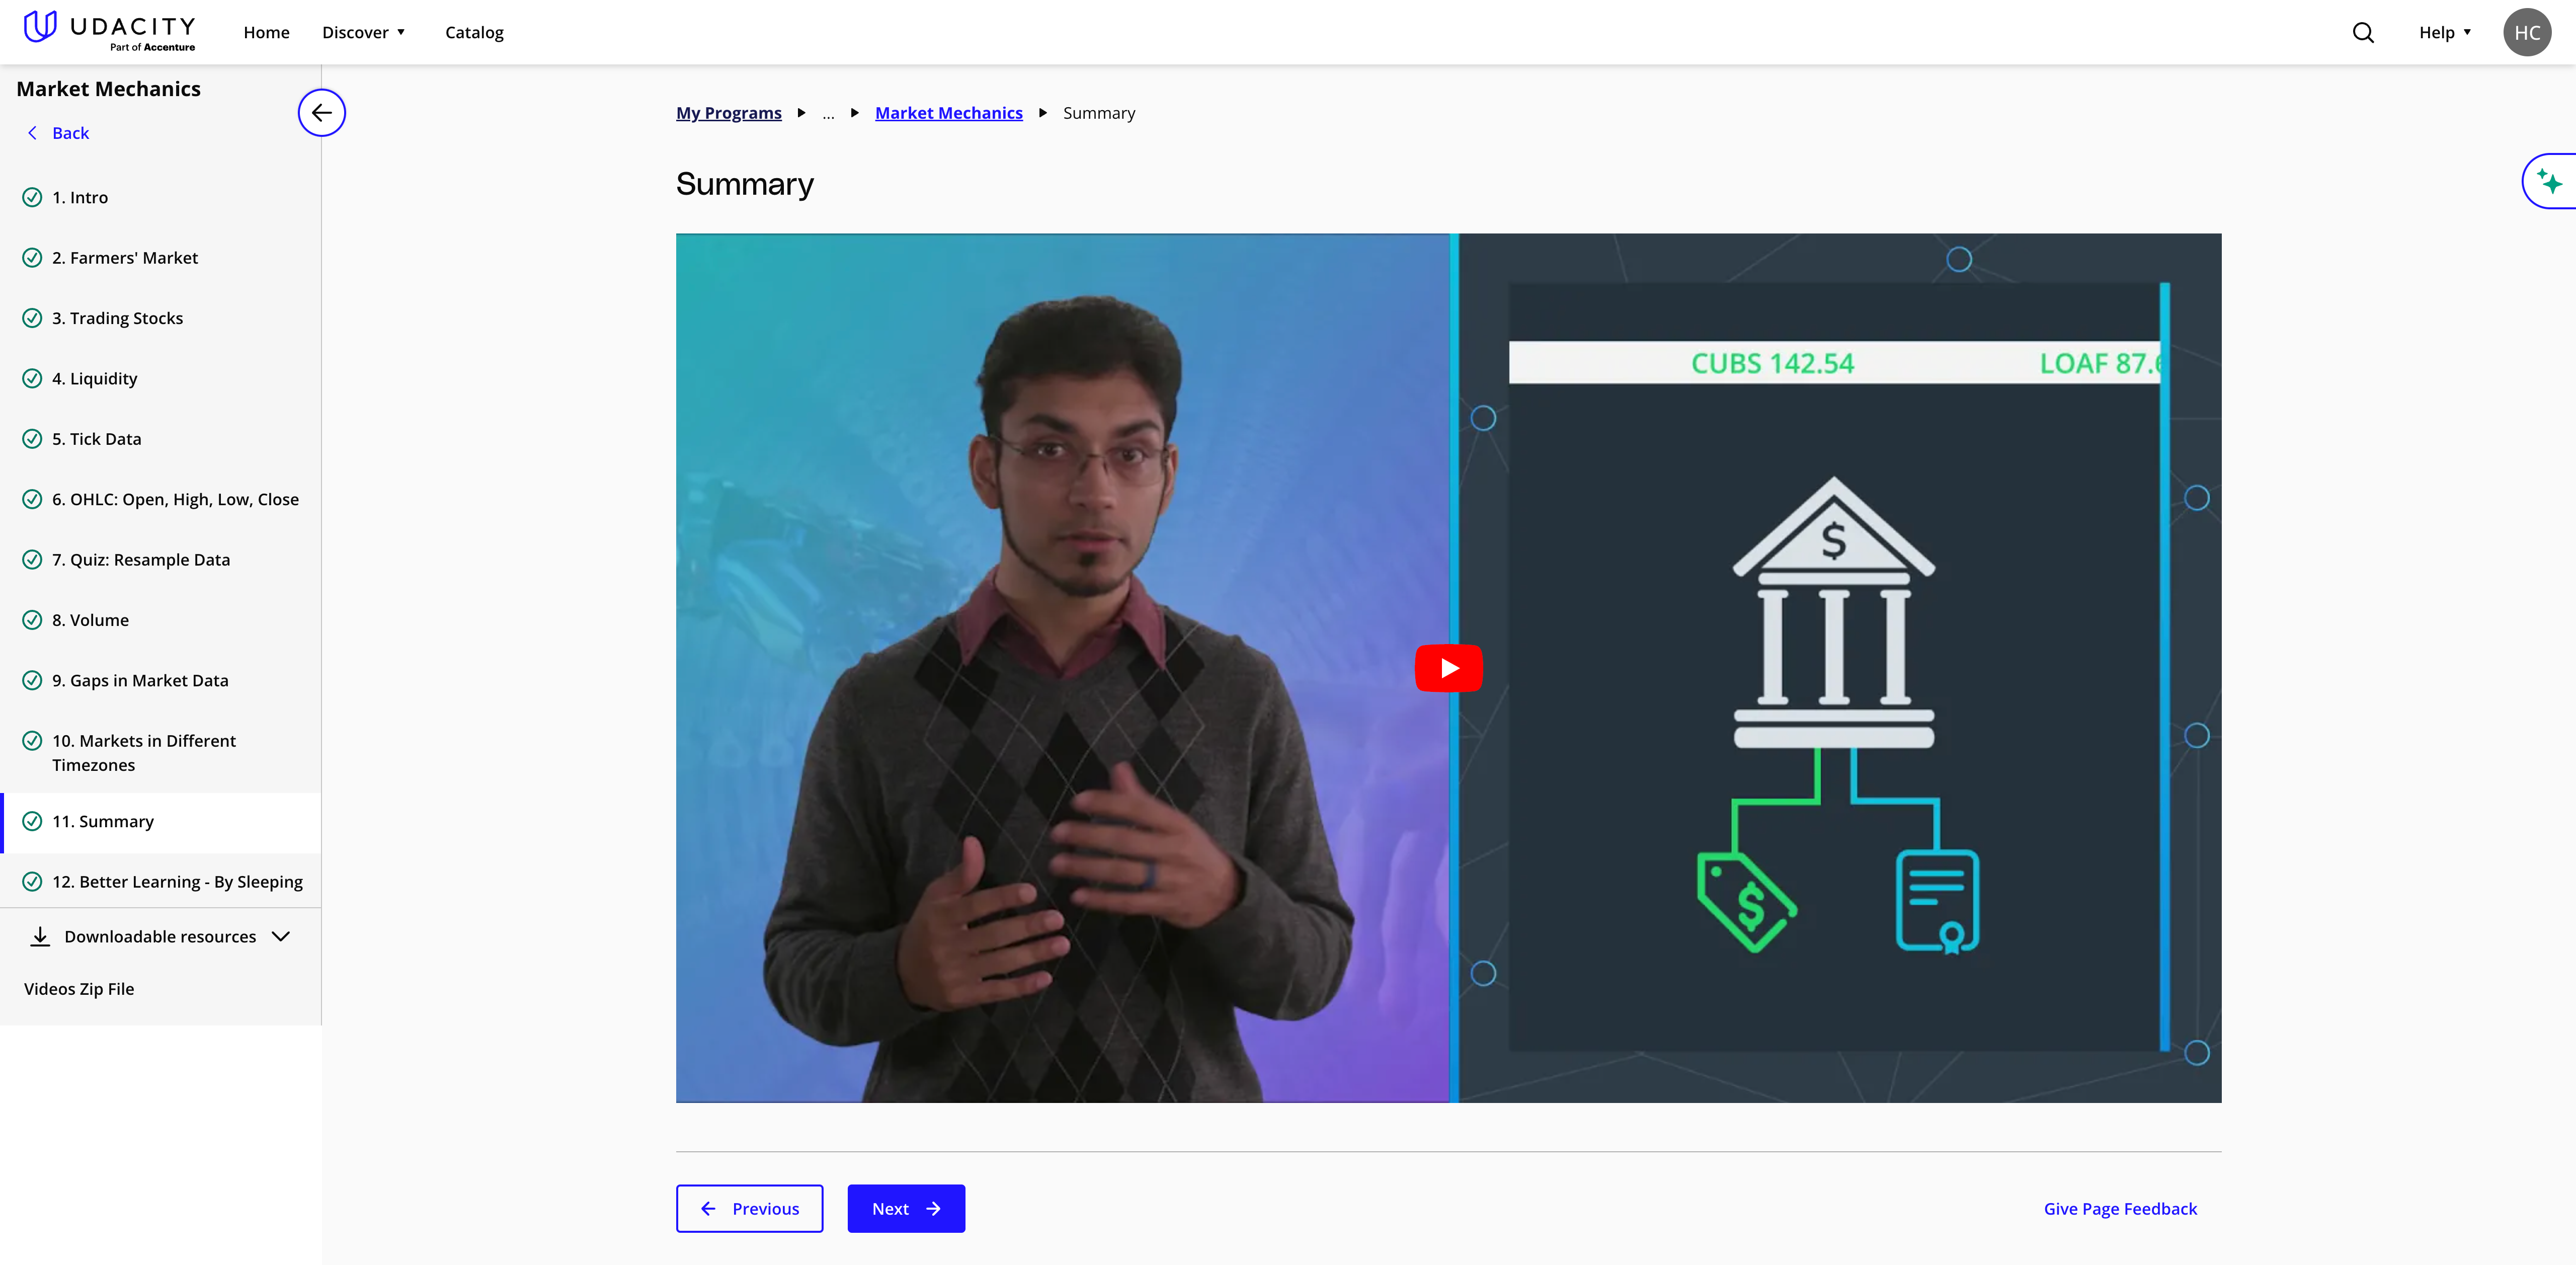 UDACITY
Part of Accenture
Home
Discover
Catalog
Help
HC
Market Mechanics
Back
1. Intro
2. Farmers' Market
3. Trading Stocks
4. Liquidity
5. Tick Data
6. OHLC: Open, High, Low, Close
7. Quiz: Resample Data
8. Volume
9. Gaps in Market Data
10. Markets in Different
Timezones
11. Summary
12. Better Learning - By Sleeping
Downloadable resources
Videos Zip File
My Programs ... Market Mechanics Summary
Summary
CUBS 142.54 LOAF 87.6
$
$
Previous
Next
Give Page Feedback